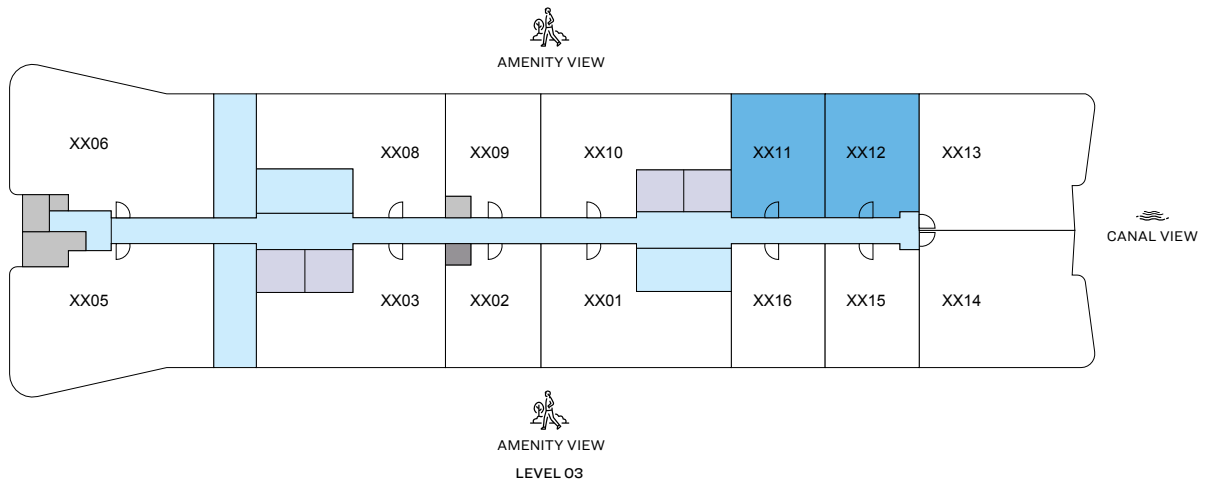 AMENITY VIEW
XX06
XX08
XX09
XX10
XX11
XX12
XX13
CANAL VIEW
XX05
XX03
XX02
XX01
XX16
XX15
XX14
AMENITY VIEW
LEVEL 03